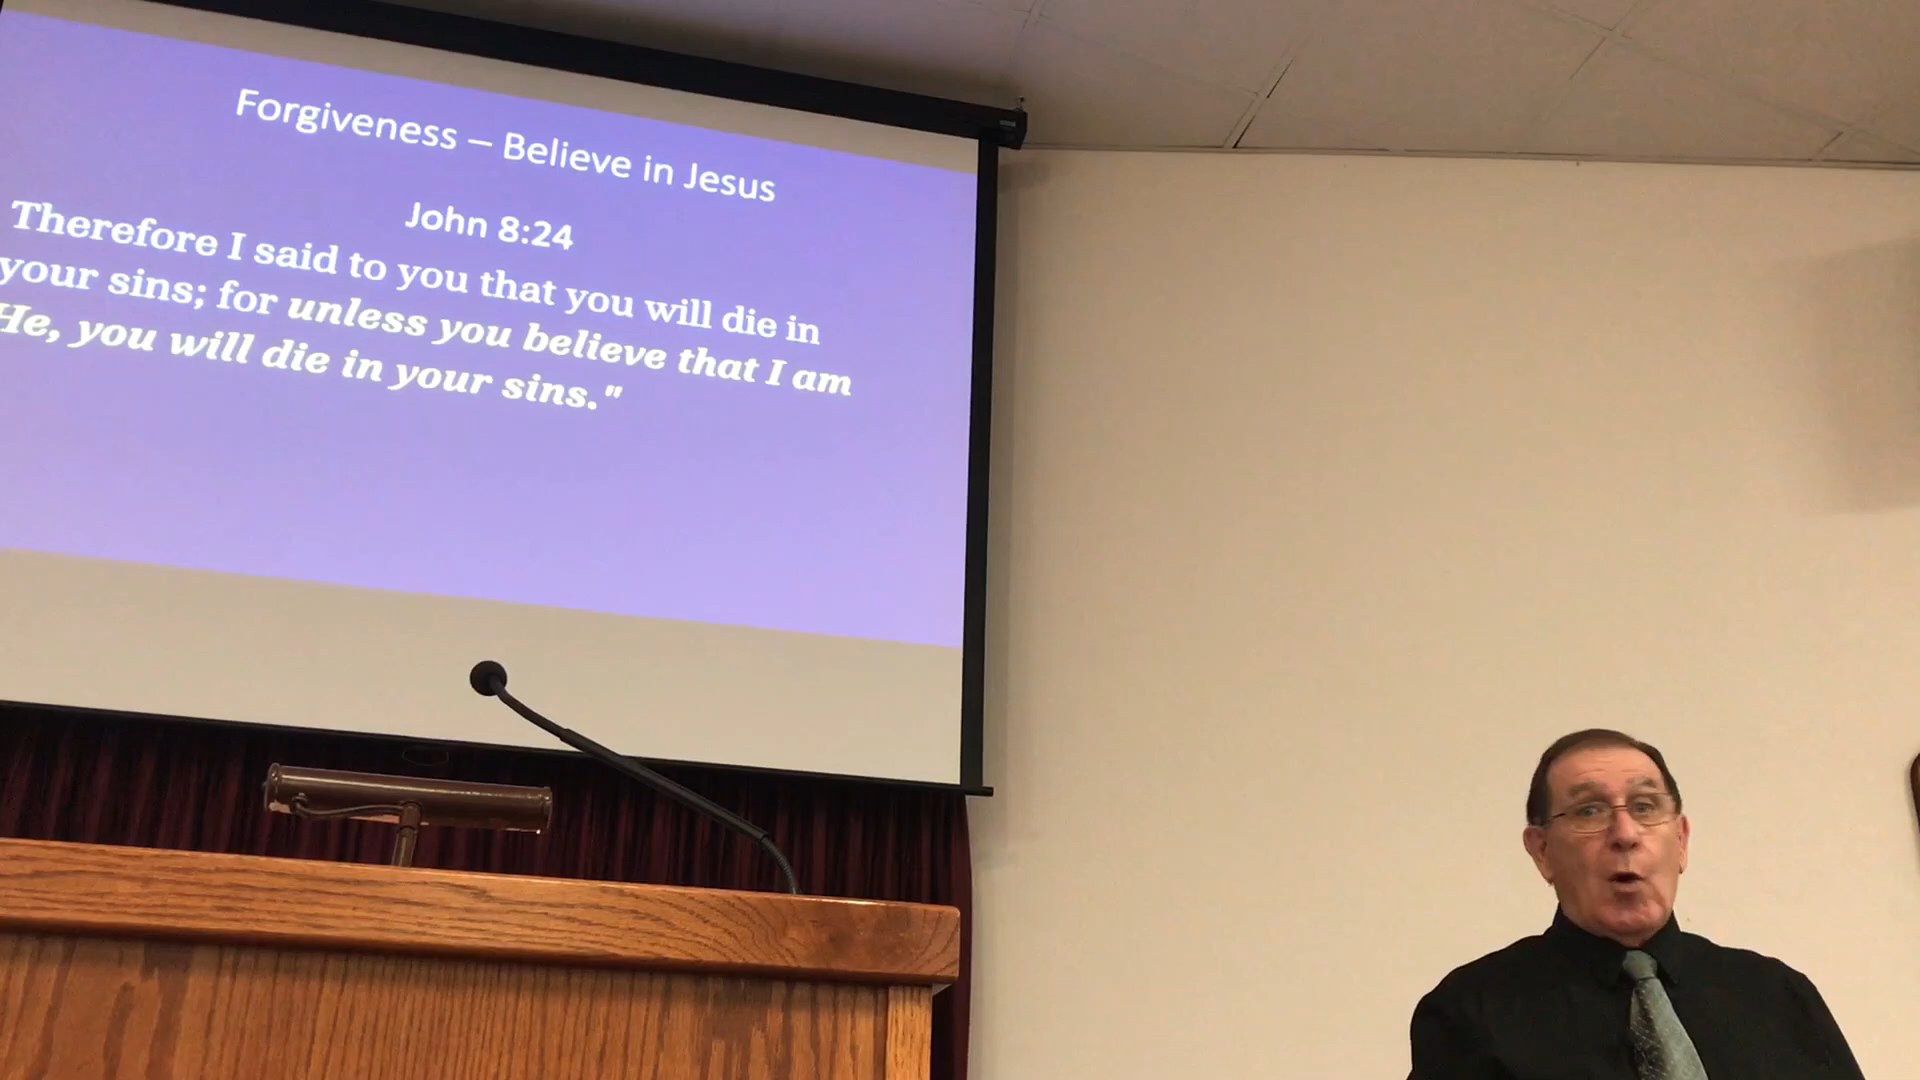 Forgiveness – Believe in Jesus
John 8:24
Therefore I said to you that you will die in
your sins; for unless you believe that I am
He, you will die in your sins."